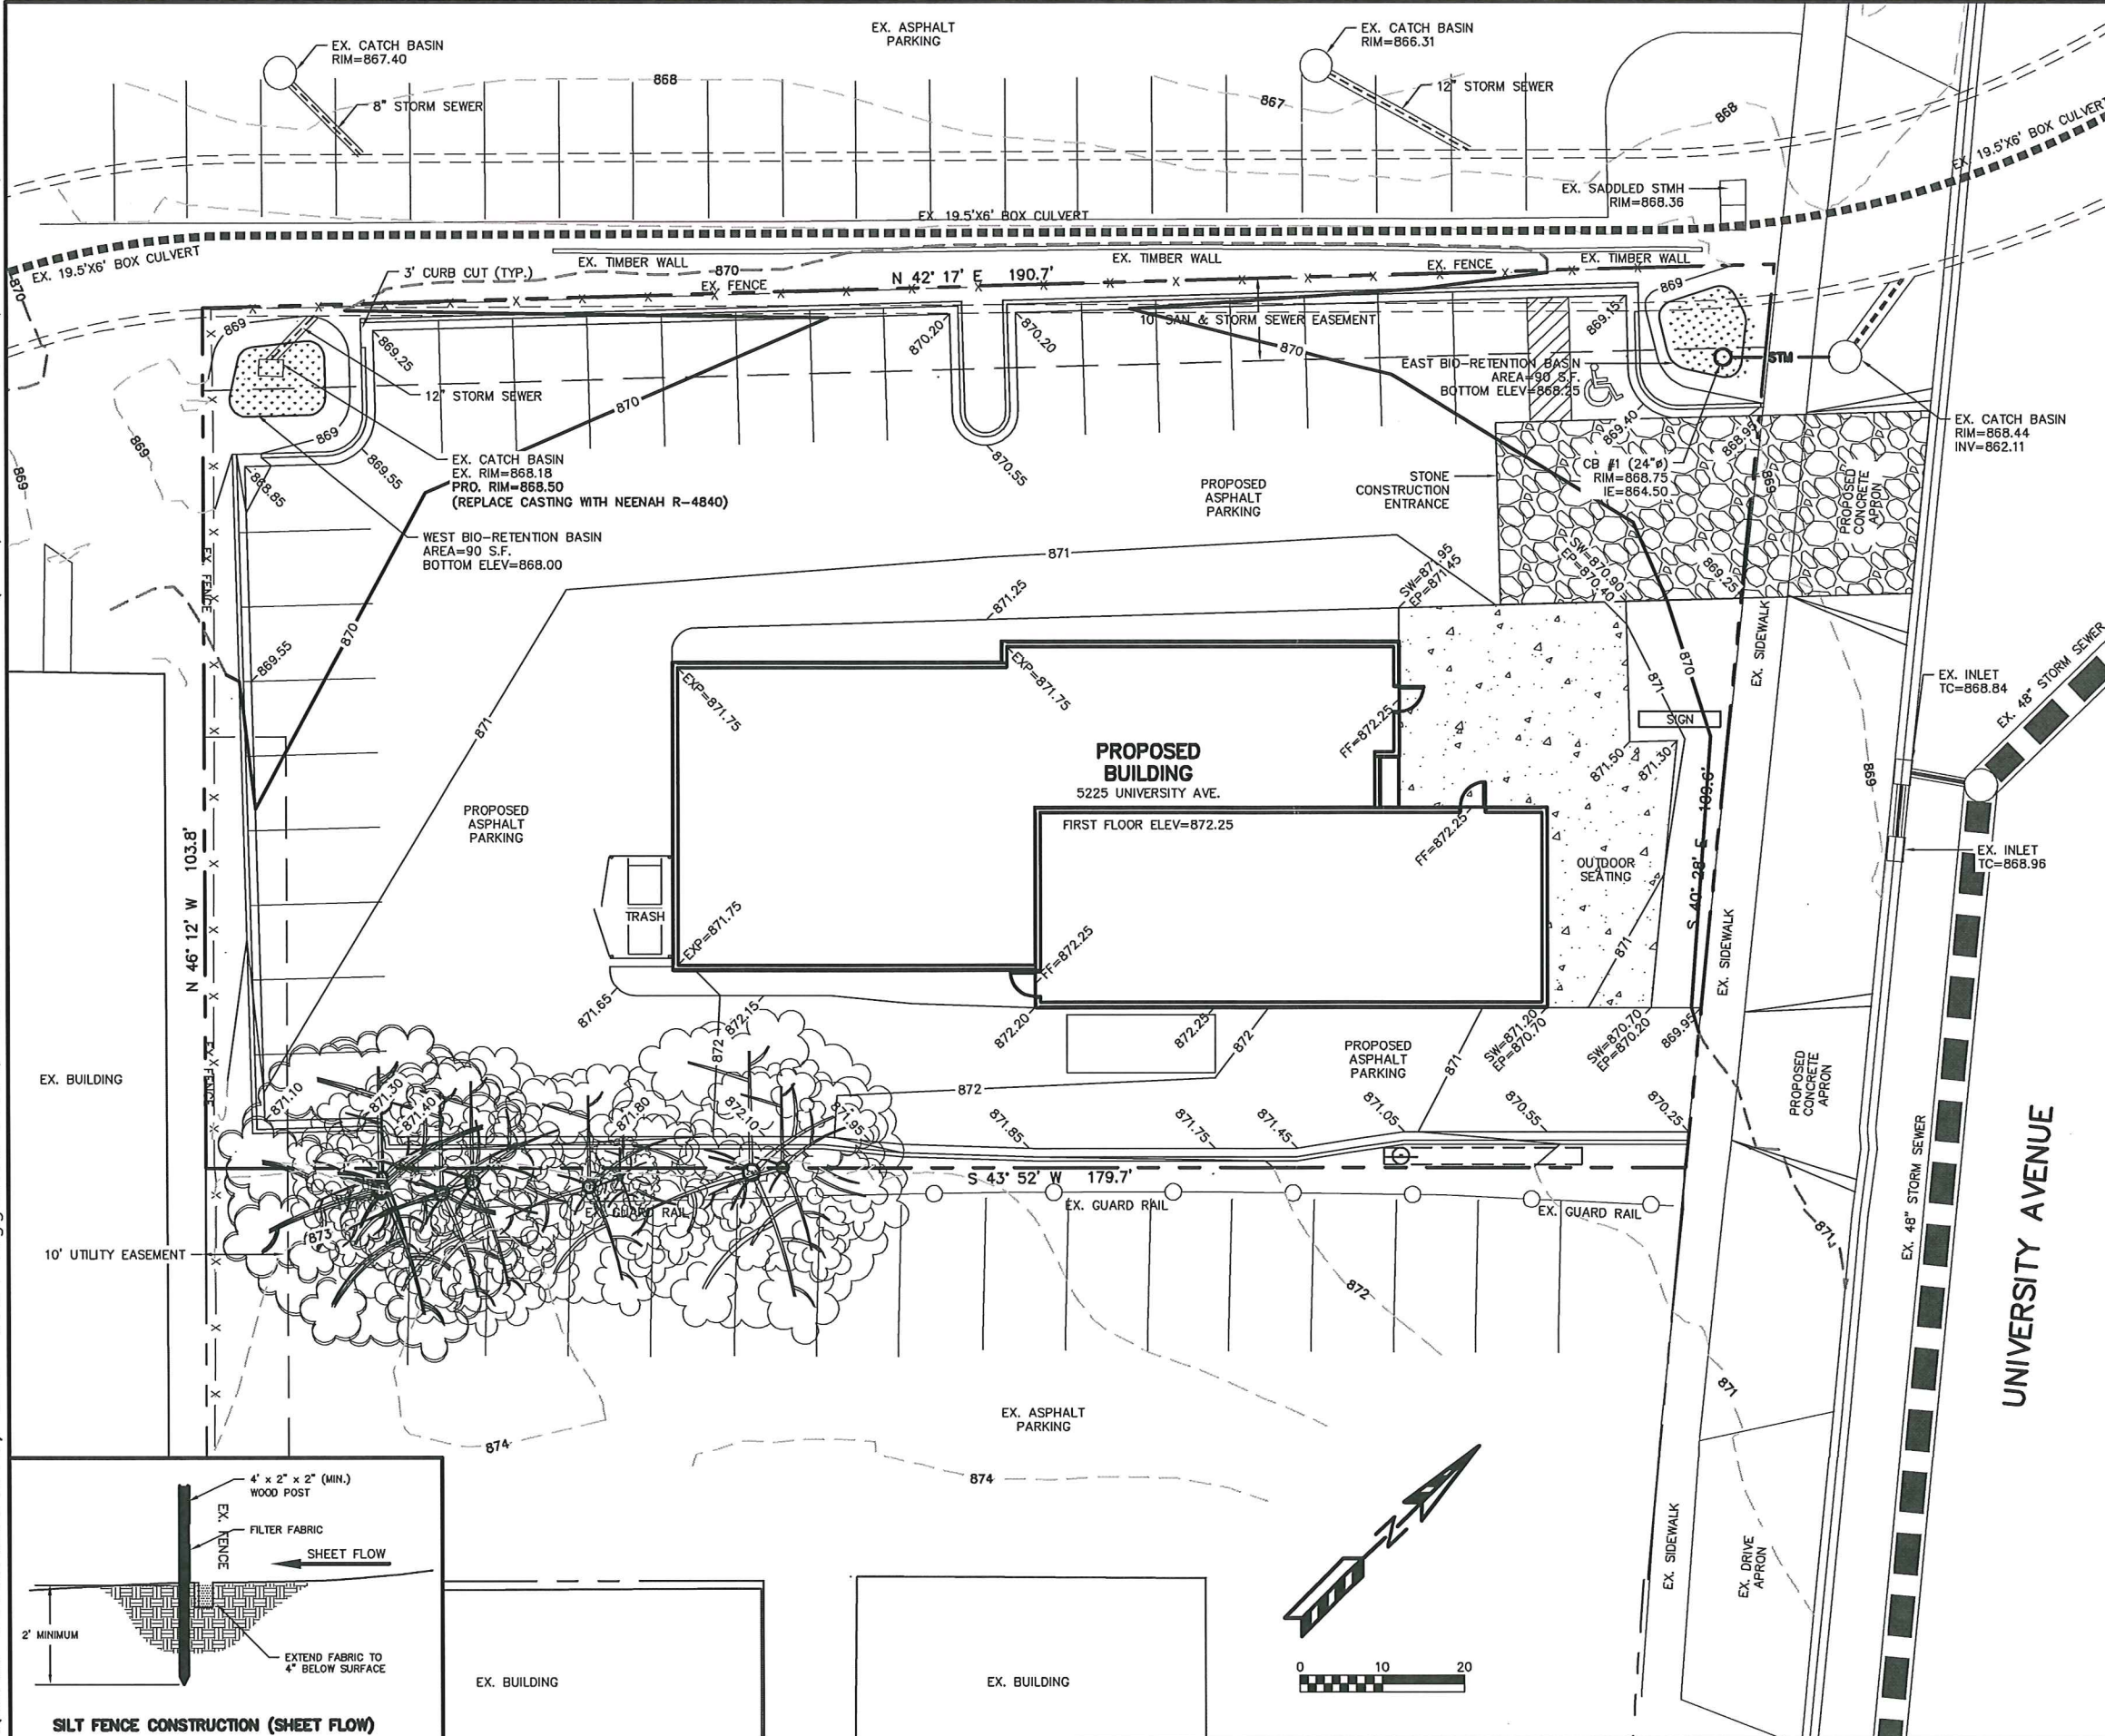 EX. ASPHALT
PARKING
EX. CATCH BASIN
RIM=867.40
8" STORM SEWER
868
EX. CATCH BASIN
RIM=866.31
12" STORM SEWER
867
868
EX. 19.5'X6' BOX CULVERT
EX. SADDLED STMH
RIM=868.36
EX. 19.5'X6' BOX CULVERT
EX. 19.5'X6' BOX CULVERT
870
3' CURB CUT (TYP.)
EX. TIMBER WALL
870
EX. FENCE
N 42° 17' E 190.7'
EX. TIMBER WALL
EX. FENCE
EX. TIMBER WALL
869
869
869.25
870.20
870.20
10' SAN & STORM SEWER EASEMENT
870
869.15
EAST BIO-RETENTION BASIN
AREA=90 S.F.
BOTTOM ELEV=868.25
STM
EX. CATCH BASIN
RIM=868.44
INV=862.11
12" STORM SEWER
870
869
869
869
868.85
869.55
EX. CATCH BASIN
EX. RIM=868.18
PRO. RIM=868.50
(REPLACE CASTING WITH NEENAH R-4840)
870.55
869.40
868.95
869
CB #1 (24"ø)
RIM=868.75
IE=864.50
STONE
CONSTRUCTION
ENTRANCE
PROPOSED
ASPHALT
PARKING
PROPOSED
CONCRETE
APRON
WEST BIO-RETENTION BASIN
AREA=90 S.F.
BOTTOM ELEV=868.00
871
871.25
SW=871.95
EP=871.45
SW=870.90
EP=870.40
869.25
EX. FENCE
870
869.55
EX. SIDEWALK
871
870
EXP=871.75
EXP=871.75
EX. INLET
TC=868.84
EX. 48" STORM SEWER
871
FF=872.25
SIGN
PROPOSED
BUILDING
5225 UNIVERSITY AVE.
871.50
871.30
869
N 46° 12' W 103.8'
PROPOSED
ASPHALT
PARKING
FIRST FLOOR ELEV=872.25
FF=872.25
S 40° 28' E 109.6'
EX. INLET
TC=868.96
OUTDOOR
SEATING
TRASH
EXP=871.75
FF=872.25
871
EX. SIDEWALK
871.65
872.15
872.20
872.25
872
872
SW=871.20
EP=870.70
SW=870.70
EP=870.20
869.95
PROPOSED
ASPHALT
PARKING
871
PROPOSED
CONCRETE
APRON
EX. BUILDING
EX. FENCE
871.10
871.30
871.40
871.80
872.10
871.95
872
871.85
871.75
871.45
871.05
870.55
870.25
S 43° 52' W 179.7'
EX. GUARD RAIL
EX. GUARD RAIL
EX. GUARD RAIL
873
10' UTILITY EASEMENT
872
871
871
EX. 48" STORM SEWER
UNIVERSITY AVENUE
EX. ASPHALT
PARKING
874
874
EX. SIDEWALK
EX. DRIVE
APRON
N
0 10 20
4' x 2" x 2" (MIN.)
WOOD POST
EX. FENCE
FILTER FABRIC
SHEET FLOW
2' MINIMUM
EXTEND FABRIC TO
4" BELOW SURFACE
SILT FENCE CONSTRUCTION (SHEET FLOW)
EX. BUILDING
EX. BUILDING